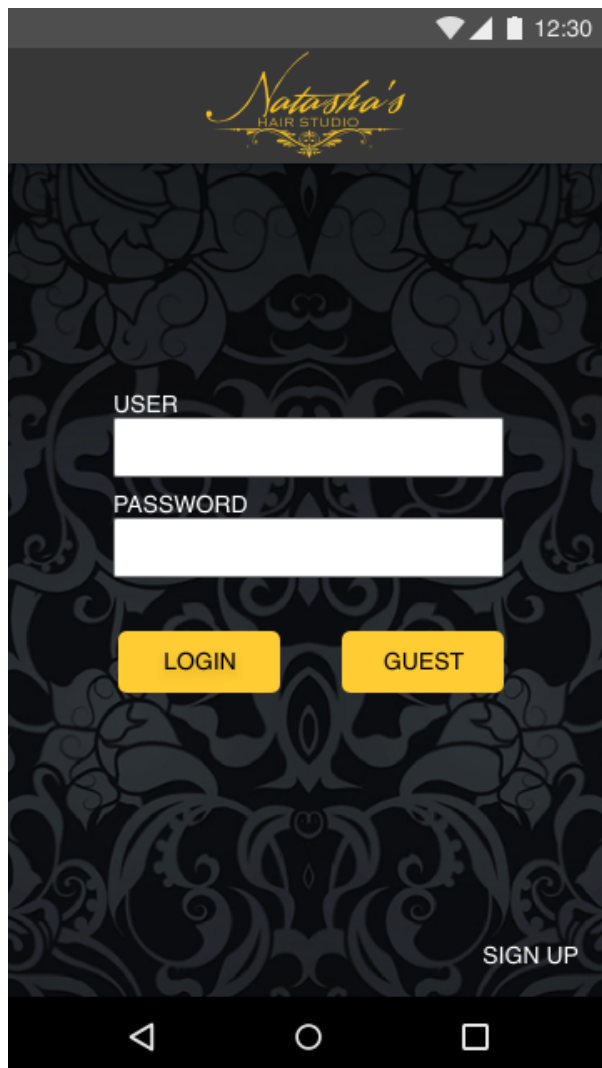 12:30
Natasha's
HAIR STUDIO
USER
PASSWORD
LOGIN GUEST
SIGN UP